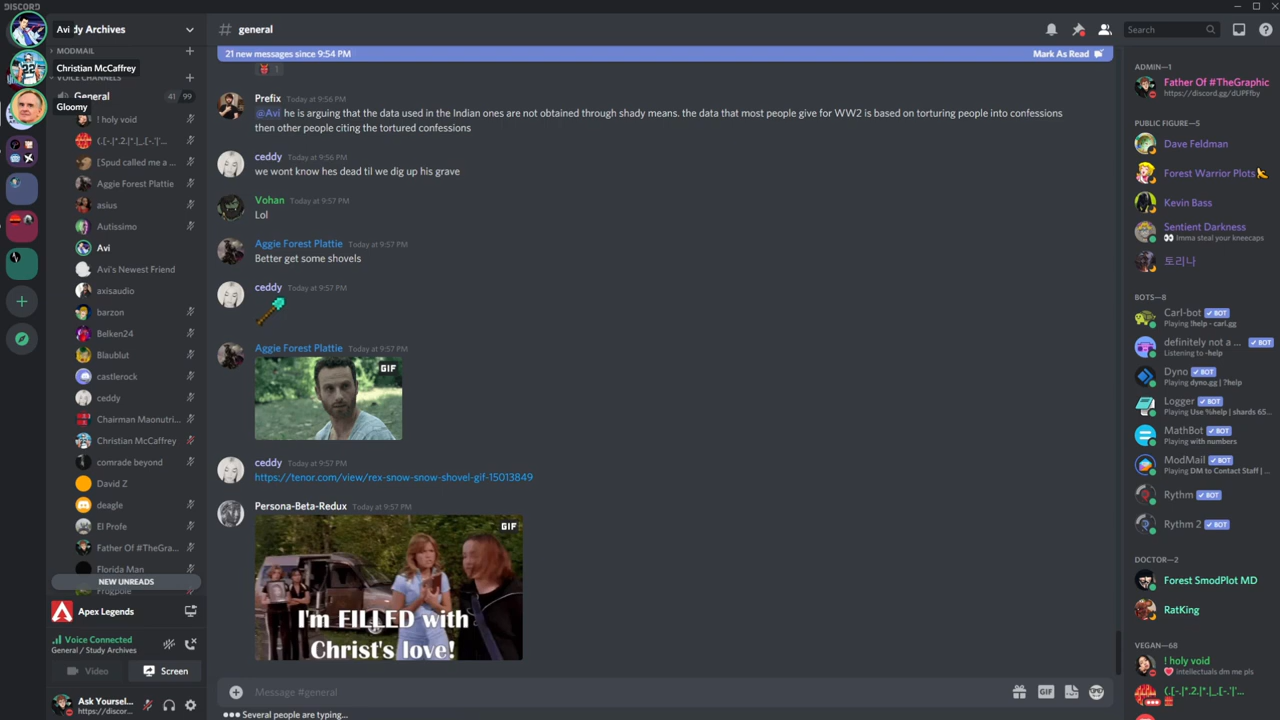 DISCORD
Avi
dy Archives
MODMAIL
Christian McCaffrey
VOICE CHANNELS
General
41 99
Gloomy
! holy void
(.[-.|*.2.|*.|_,[-.'|'...
[Spud called me a ...
Aggie Forest Plattie
asius
Autissimo
Avi
Avi's Newest Friend
axisaudio
barzon
Belken24
Blaublut
castlerock
ceddy
Chairman Maonutri...
Christian McCaffrey
comrade beyond
David Z
deagle
El Profe
Father Of #TheGra...
Florida Man
NEW UNREADS
Frogpole
Apex Legends
Voice Connected
General / Study Archives
Video
Screen
Ask Yoursel...
https://discor...
# general
Search
21 new messages since 9:54 PM
Mark As Read
1
Prefix Today at 9:56 PM
@Avi he is arguing that the data used in the Indian ones are not obtained through shady means. the data that most people give for WW2 is based on torturing people into confessions
then other people citing the tortured confessions
ceddy Today at 9:56 PM
we wont know hes dead til we dig up his grave
Vohan Today at 9:57 PM
Lol
Aggie Forest Plattie Today at 9:57 PM
Better get some shovels
ceddy Today at 9:57 PM
Aggie Forest Plattie Today at 9:57 PM
GIF
ceddy Today at 9:57 PM
https://tenor.com/view/rex-snow-snow-shovel-gif-15013849
Persona-Beta-Redux Today at 9:57 PM
GIF
I'm FILLED with
Christ's love!
Message #general
GIF
Several people are typing...
ADMIN—1
Father Of #TheGraphic
https://discord.gg/dUPFfby
PUBLIC FIGURE—5
Dave Feldman
Forest Warrior Plots
Kevin Bass
Sentient Darkness
Imma steal your kneecaps
토리나
BOTS—8
Carl-bot BOT
Playing !help - carl.gg
definitely not a ... BOT
Listening to -help
Dyno BOT
Playing dyno.gg | ?help
Logger BOT
Playing Use %help | shards 65...
MathBot BOT
Playing with numbers
ModMail BOT
Playing DM to Contact Staff | ...
Rythm BOT
Rythm 2 BOT
DOCTOR—2
Forest SmodPlot MD
RatKing
VEGAN—68
! holy void
intellectuals dm me pls
(.[-.|*.2.|*.|_,[-.'|'...